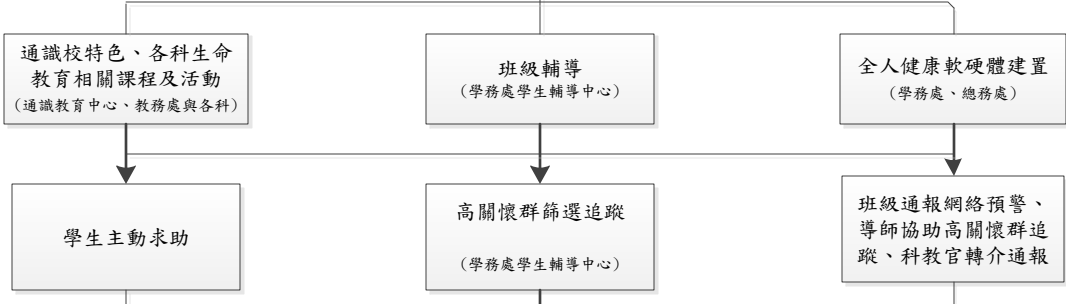 通識校特色、各科生命
教育相關課程及活動
(通識教育中心、教務處與各科)
班級輔導
(學務處學生輔導中心)
全人健康軟硬體建置
(學務處、總務處)
學生主動求助
高關懷群篩選追蹤
(學務處學生輔導中心)
班級通報網絡預警、
導師協助高關懷群追
蹤、科教官轉介通報